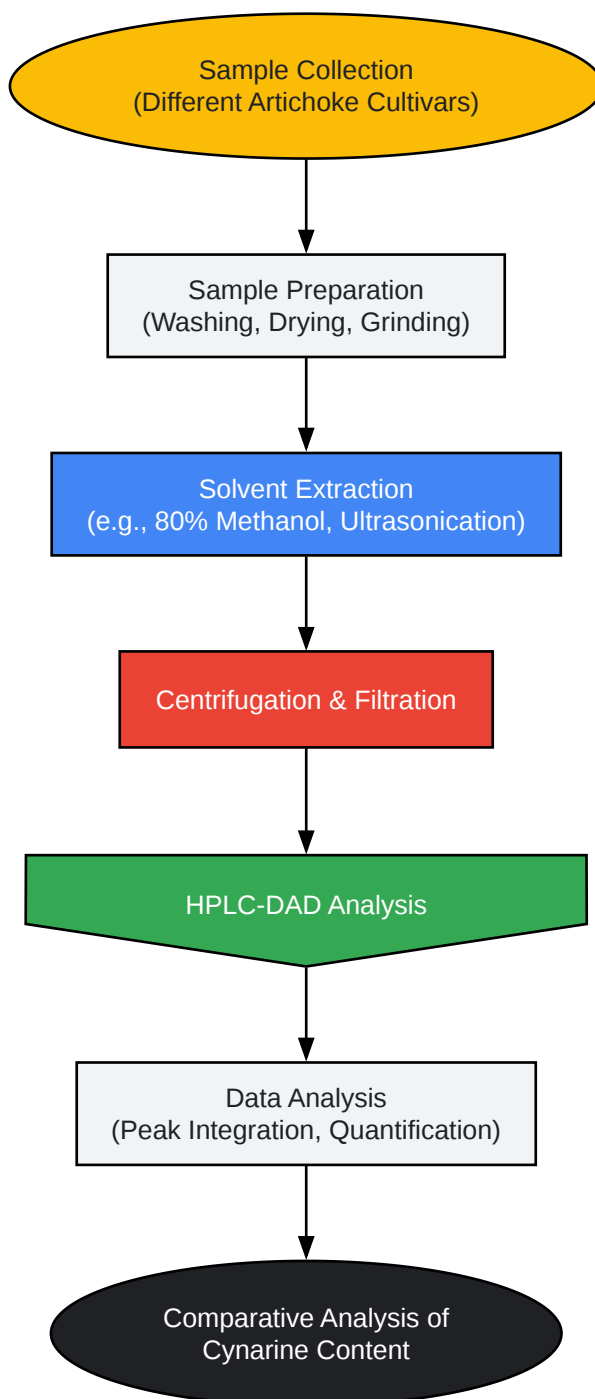 Sample Collection
(Different Artichoke Cultivars)
Sample Preparation
(Washing, Drying, Grinding)
Solvent Extraction
(e.g., 80% Methanol, Ultrasonication)
Centrifugation & Filtration
HPLC-DAD Analysis
Data Analysis
(Peak Integration, Quantification)
Comparative Analysis of
Cynarine Content